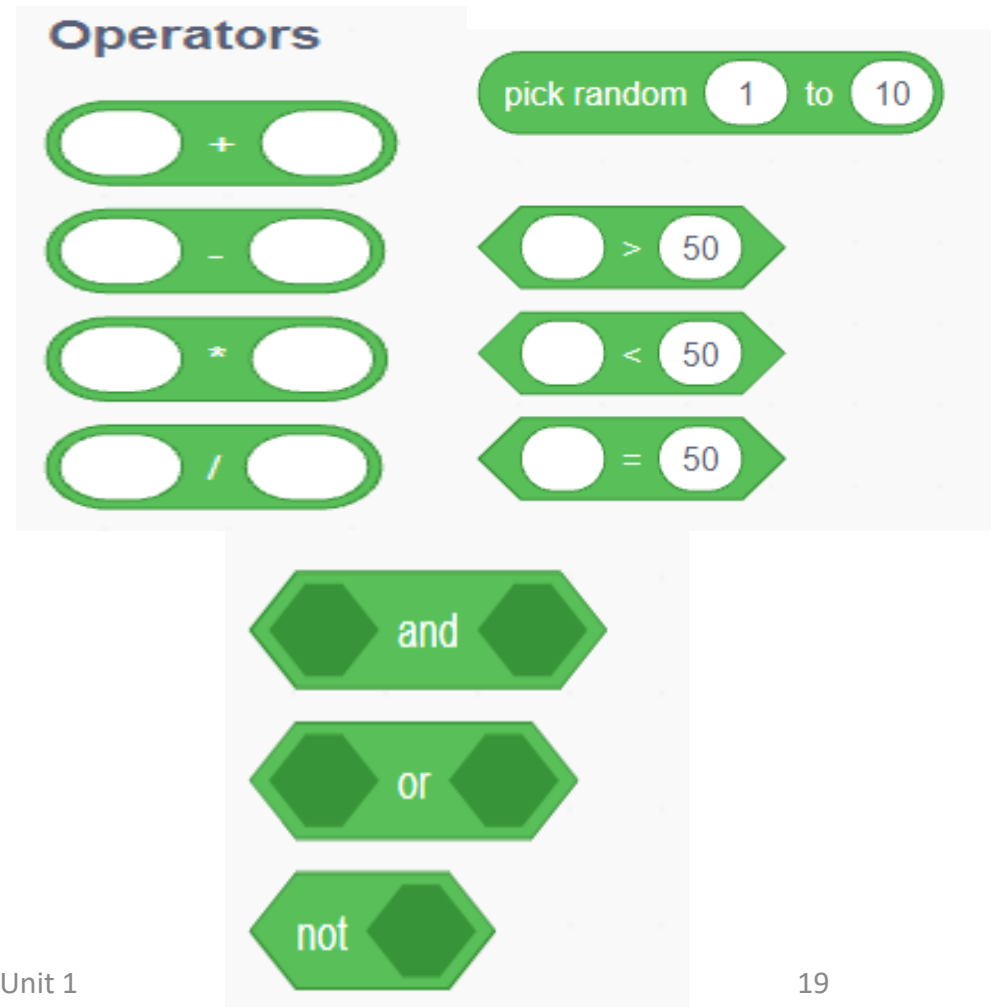 Operators
+
-
*
/
pick random 1 to 10
> 50
< 50
= 50
and
or
not
Unit 1
19